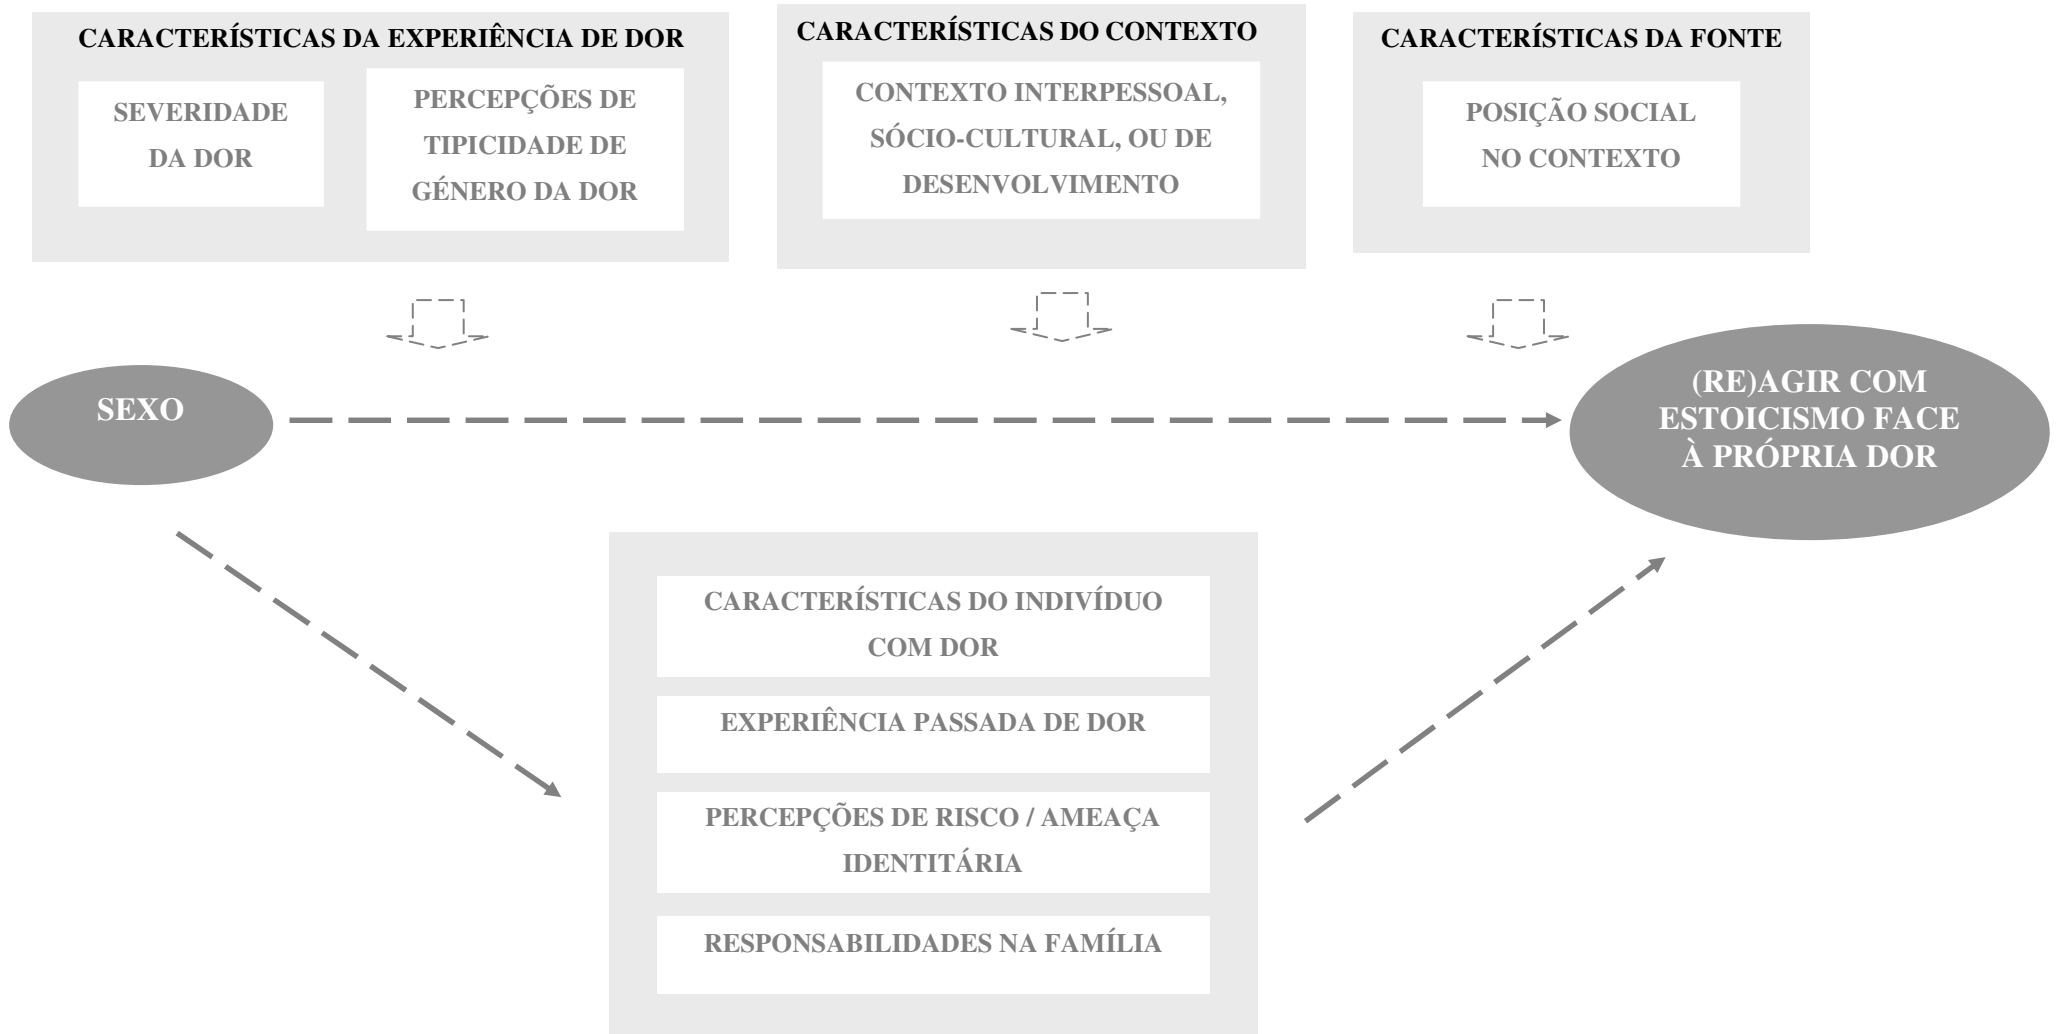 CARACTERÍSTICAS DA EXPERIÊNCIA DE DOR
SEVERIDADE
DA DOR
PERCEPÇÕES DE
TIPICIDADE DE
GÉNERO DA DOR
CARACTERÍSTICAS DO CONTEXTO
CONTEXTO INTERPESSOAL,
SÓCIO-CULTURAL, OU DE
DESENVOLVIMENTO
CARACTERÍSTICAS DA FONTE
POSIÇÃO SOCIAL
NO CONTEXTO
SEXO
(RE)AGIR COM
ESTOICISMO FACE
À PRÓPRIA DOR
CARACTERÍSTICAS DO INDIVÍDUO
COM DOR
EXPERIÊNCIA PASSADA DE DOR
PERCEPÇÕES DE RISCO / AMEAÇA
IDENTITÁRIA
RESPONSABILIDADES NA FAMÍLIA